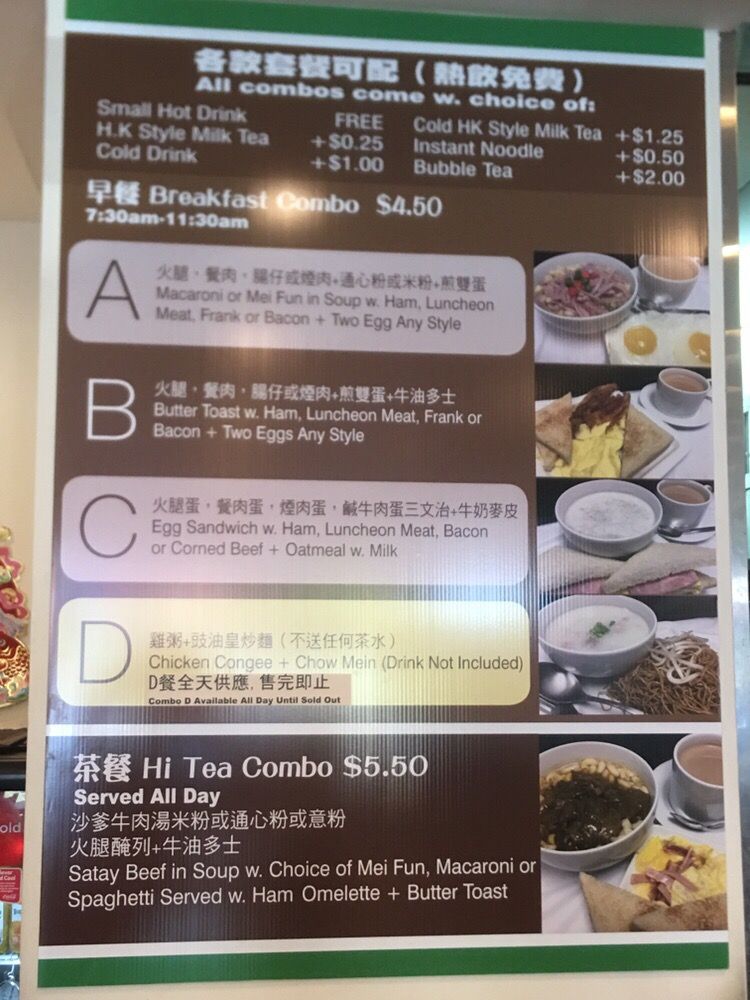 各款套餐可配（熱飲免費）
All combos come w. choice of:
Small Hot Drink FREE
H.K Style Milk Tea +$0.25
Cold Drink +$1.00
Cold HK Style Milk Tea +$1.25
Instant Noodle +$0.50
Bubble Tea +$2.00
早餐 Breakfast Combo $4.50
7:30am-11:30am
A
火腿，餐肉，腸仔或煙肉+通心粉或米粉+煎雙蛋
Macaroni or Mei Fun in Soup w. Ham, Luncheon
Meat, Frank or Bacon + Two Egg Any Style
B
火腿，餐肉，腸仔或煙肉+煎雙蛋+牛油多士
Butter Toast w. Ham, Luncheon Meat, Frank or
Bacon + Two Eggs Any Style
C
火腿蛋，餐肉蛋，煙肉蛋，鹹牛肉蛋三文治+牛奶麥皮
Egg Sandwich w. Ham, Luncheon Meat, Bacon
or Corned Beef + Oatmeal w. Milk
D
雞粥+豉油皇炒麵（不送任何茶水）
Chicken Congee + Chow Mein (Drink Not Included)
D餐全天供應, 售完即止
Combo D Available All Day Until Sold Out
茶餐 Hi Tea Combo $5.50
Served All Day
沙爹牛肉湯米粉或通心粉或意粉
火腿醃列+牛油多士
Satay Beef in Soup w. Choice of Mei Fun, Macaroni or
Spaghetti Served w. Ham Omelette + Butter Toast